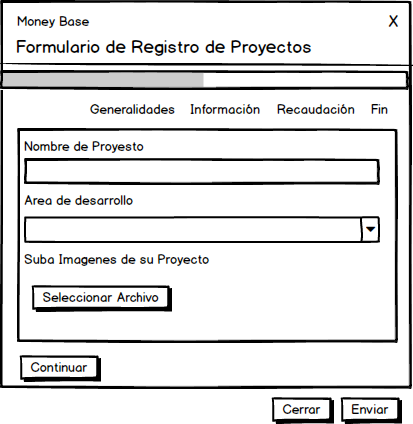 Money Base X
Formulario de Registro de Proyectos
Generalidades Información Recaudación Fin
Nombre de Proyesto
Area de desarrollo
Suba Imagenes de su Proyecto
Seleccionar Archivo
Continuar
Cerrar Enviar